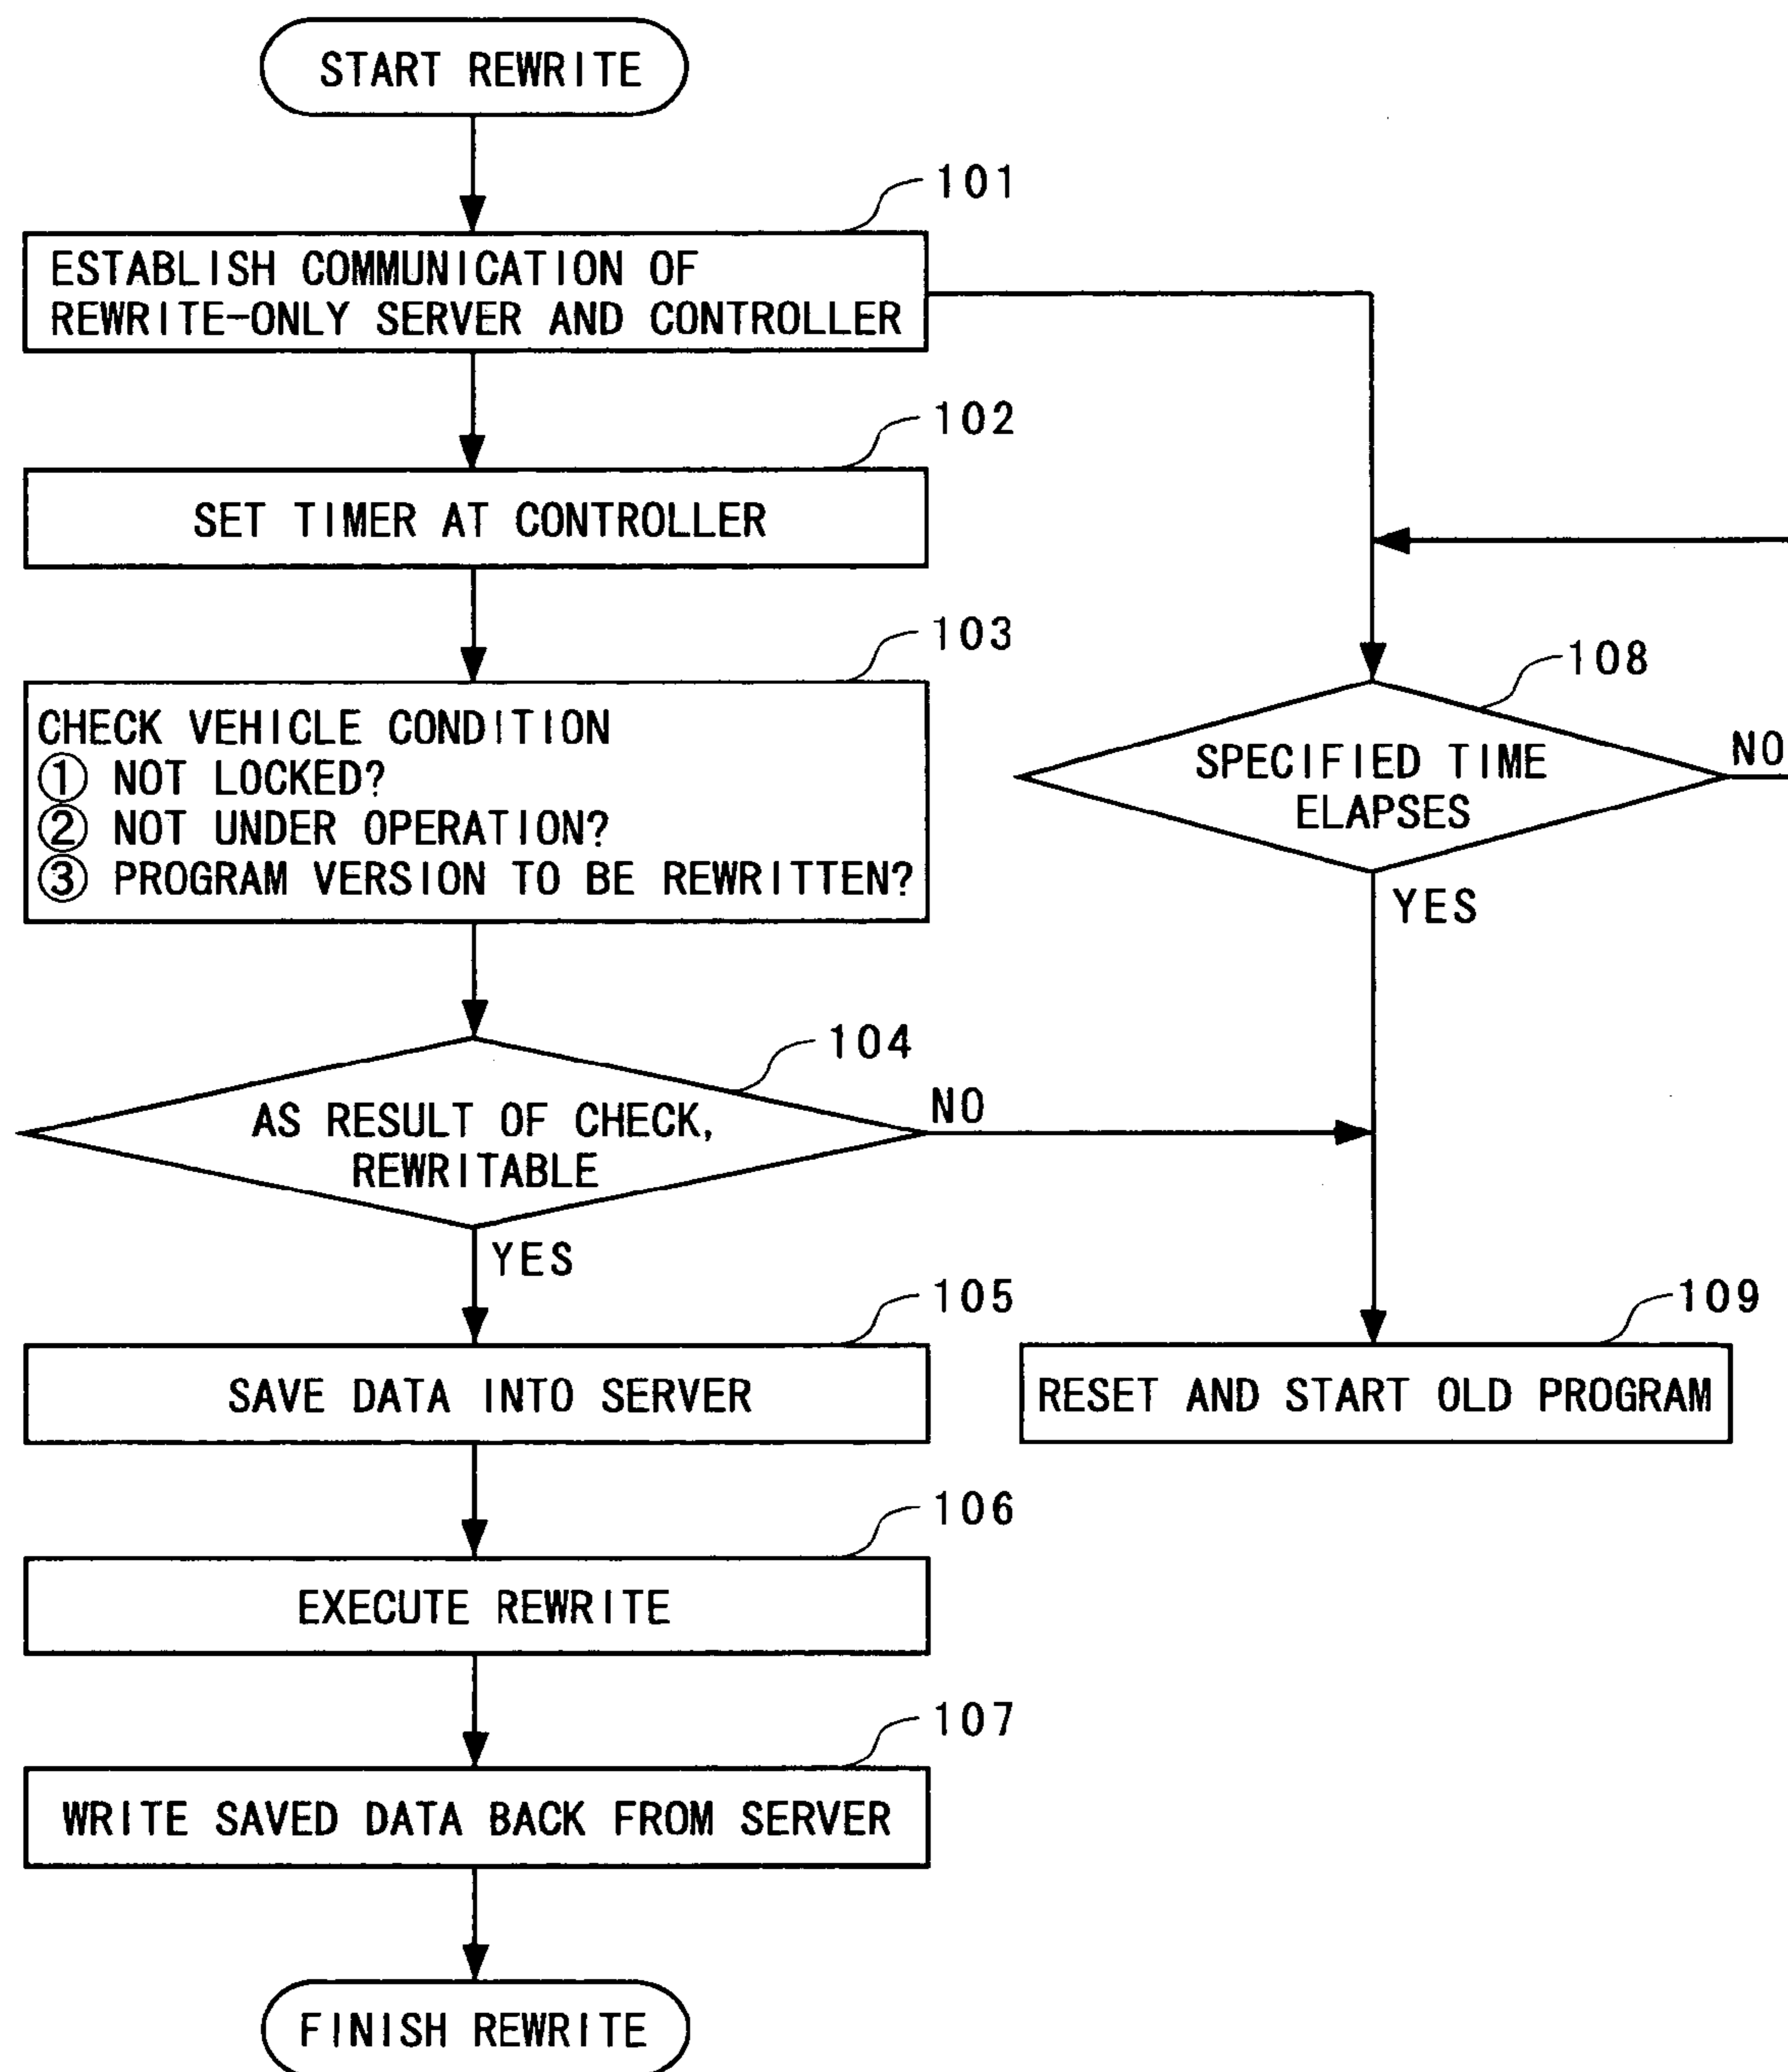 START REWRITE
101
ESTABLISH COMMUNICATION OF
REWRITE-ONLY SERVER AND CONTROLLER
102
SET TIMER AT CONTROLLER
103
CHECK VEHICLE CONDITION
① NOT LOCKED?
② NOT UNDER OPERATION?
③ PROGRAM VERSION TO BE REWRITTEN?
108
SPECIFIED TIME
ELAPSES
NO
YES
104
AS RESULT OF CHECK,
REWRITABLE
NO
YES
105
SAVE DATA INTO SERVER
109
RESET AND START OLD PROGRAM
106
EXECUTE REWRITE
107
WRITE SAVED DATA BACK FROM SERVER
FINISH REWRITE